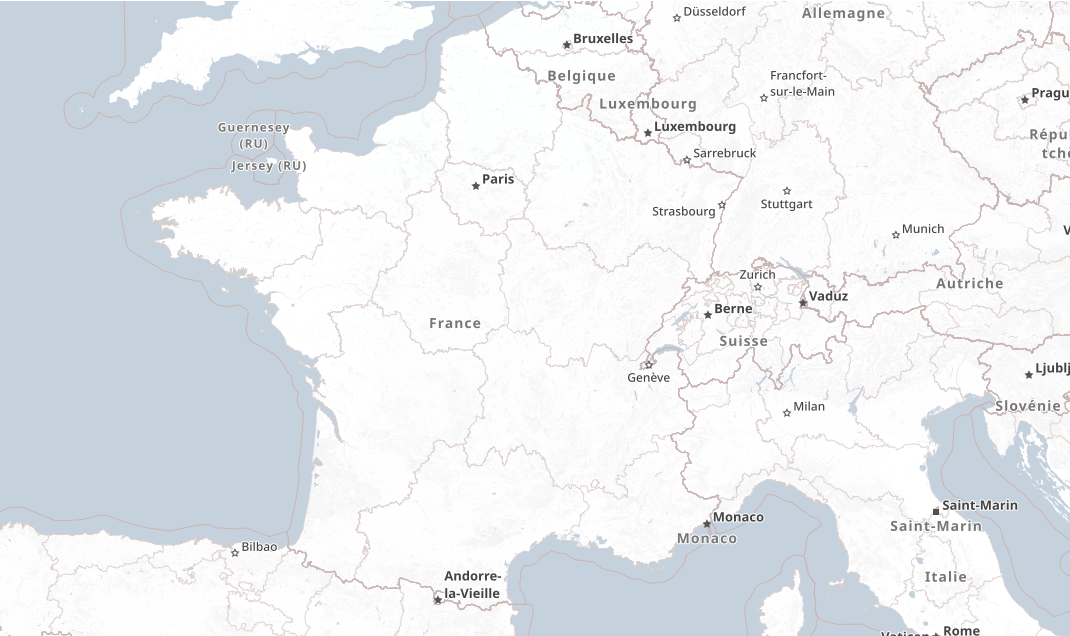 Düsseldorf
Allemagne
Bruxelles
Belgique
Francfort-
sur-le-Main
Luxembourg
Luxembourg
Guernesey
(RU)
Jersey (RU)
Sarrebruck
Paris
Strasbourg
Stuttgart
Munich
Zurich
Vaduz
Autriche
Berne
Suisse
France
Genève
Milan
Slovénie
Saint-Marin
Saint-Marin
Monaco
Monaco
Bilbao
Andorre-
la-Vieille
Italie
Rome